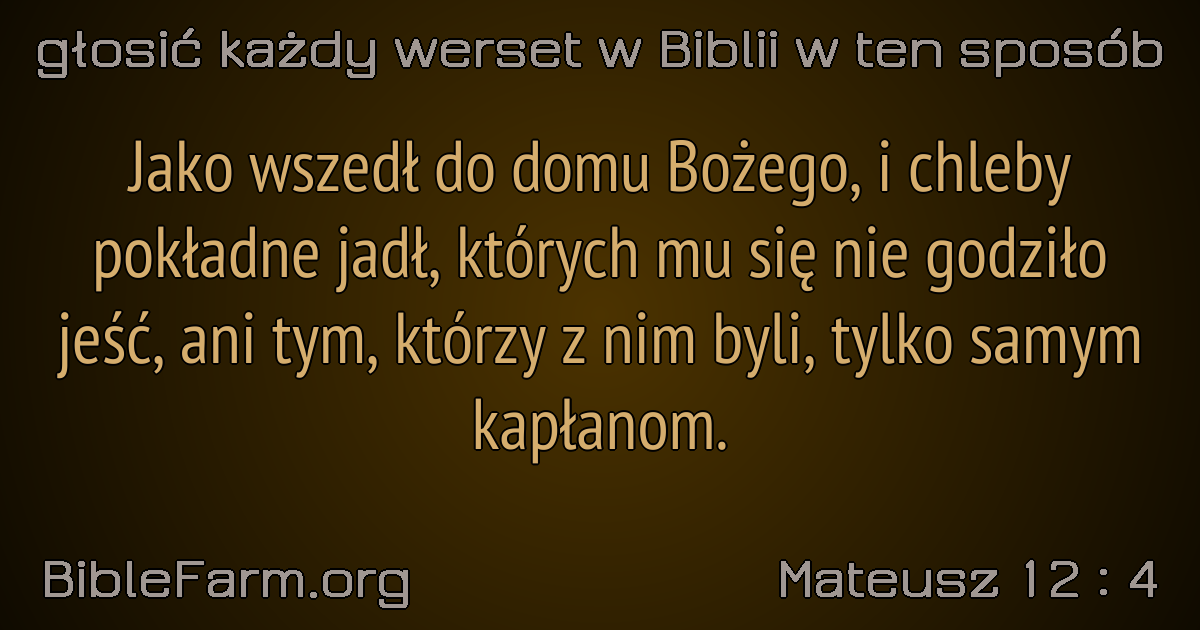 głosić każdy werset w Biblii w ten sposób
Jako wszedł do domu Bożego, i chleby
pokładne jadł, których mu się nie godziło
jeść, ani tym, którzy z nim byli, tylko samym
kapłanom.
BibleFarm.org
Mateusz 12 : 4